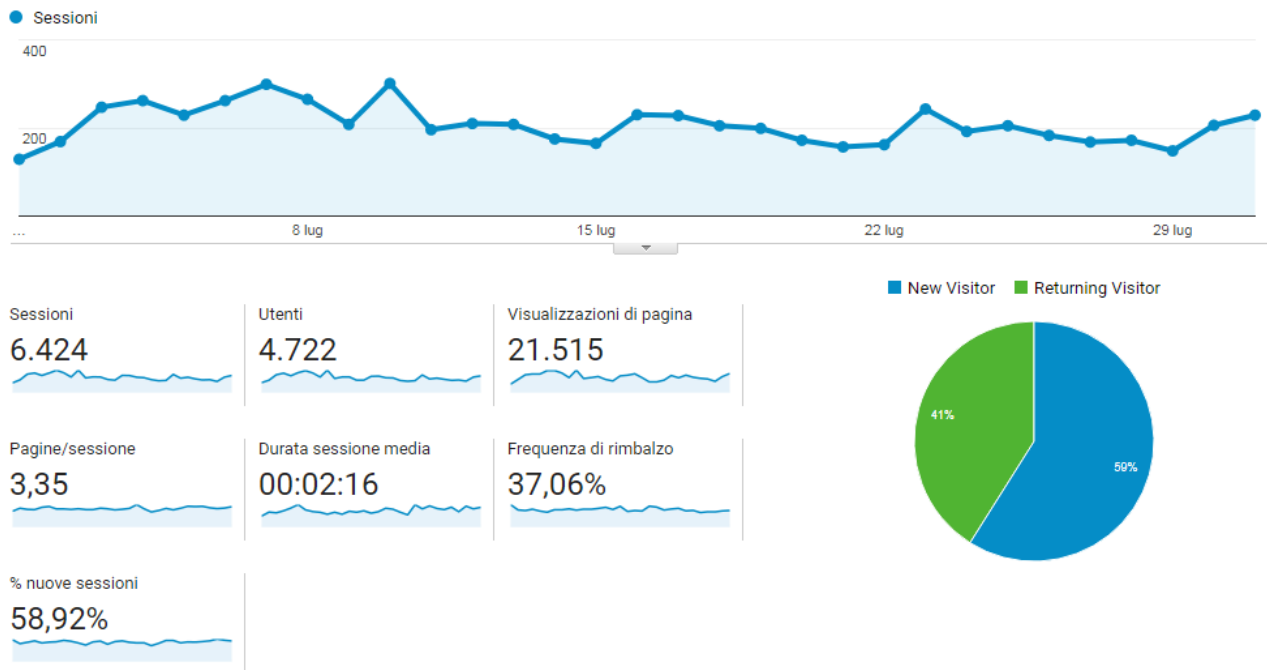 Sessioni
400
200
...
8 lug
15 lug
22 lug
29 lug
New Visitor
Returning Visitor
Sessioni
6.424
Utenti
4.722
Visualizzazioni di pagina
21.515
41%
59%
Pagine/sessione
3,35
Durata sessione media
00:02:16
Frequenza di rimbalzo
37,06%
% nuove sessioni
58,92%